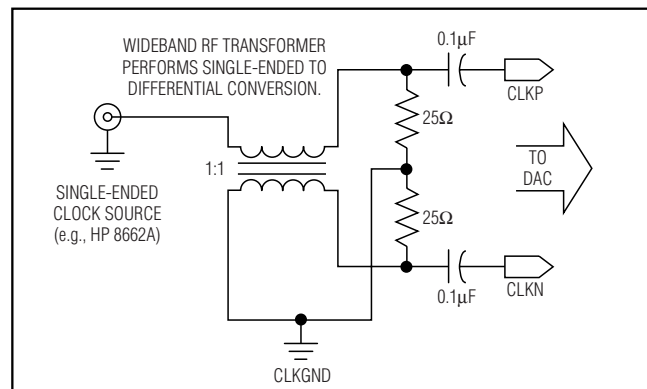 WIDEBAND RF TRANSFORMER
PERFORMS SINGLE-ENDED TO
DIFFERENTIAL CONVERSION.
0.1μF
CLKP
25Ω
1:1
TO
DAC
SINGLE-ENDED
CLOCK SOURCE
(e.g., HP 8662A)
25Ω
0.1μF
CLKN
CLKGND